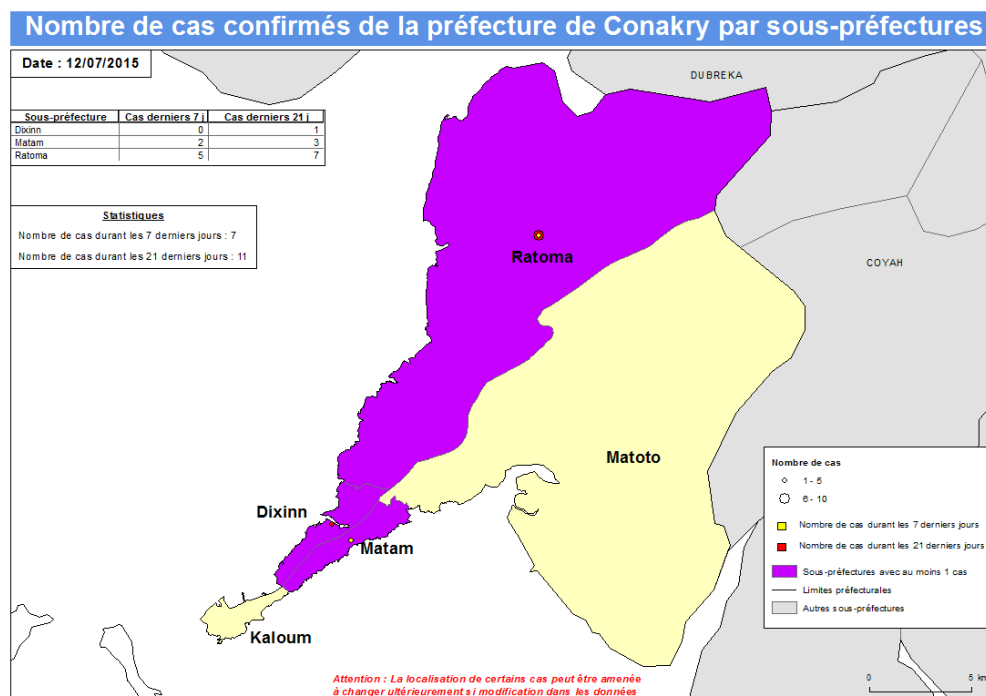 Nombre de cas confirmés de la préfecture de Conakry par sous-préfectures
Date : 12/07/2015
DUBREKA
Sous-préfecture Cas derniers 7 j Cas derniers 21 j
Dixinn 0 1
Matam 2 3
Ratoma 5 7
Statistiques
Nombre de cas durant les 7 derniers jours : 7
Nombre de cas durant les 21 derniers jours : 11
Ratoma
COYAH
Matoto
Dixinn
Matam
Kaloum
Nombre de cas
1 - 5
6 - 10
Nombre de cas durant les 7 derniers jours
Nombre de cas durant les 21 derniers jours
Sous-préfectures avec au moins 1 cas
Limites préfecturales
Autres sous-préfectures
Attention : La localisation de certains cas peut être amenée
à changer ultérieurement si modification dans les données
0 5 km